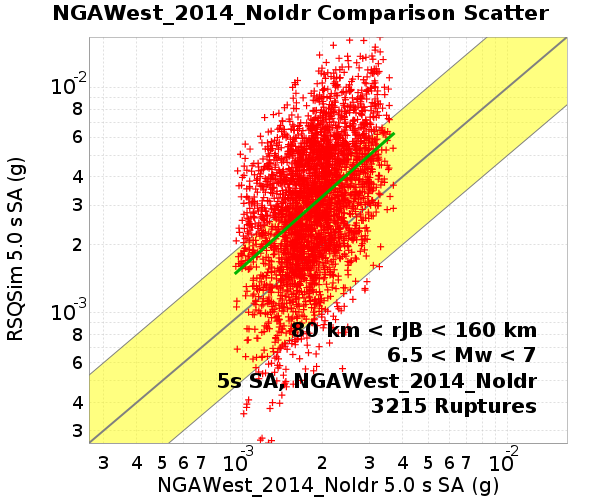 NGAWest_2014_NoIdr Comparison Scatter
10-2
8
6
4
3
2
10-3
8
6
4
3
RSQSim 5.0 s SA (g)
80 km < rJB < 160 km
6.5 < Mw < 7
5s SA, NGAWest_2014_NoIdr
3215 Ruptures
3 4 5 6 7 10-3 2 3 4 5 6 7 10-2
NGAWest_2014_NoIdr 5.0 s SA (g)